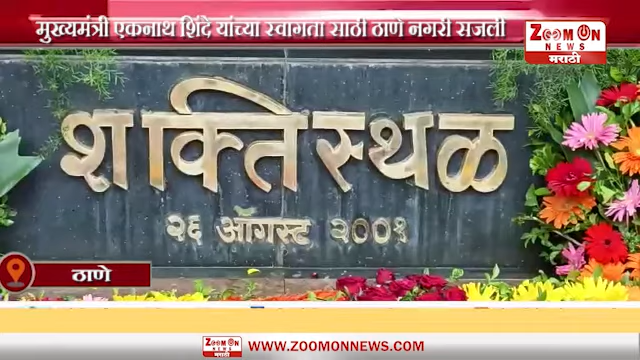 मुख्यमंत्री एकनाथ शिंदे यांच्या स्वागता साठी ठाणे नगरी सजली
ZOOM ON
NEWS
मराठी
शक्तिस्थळ
२६ ऑगस्ट २००१
ठाणे
ZOOM ON
NEWS
मराठी
WWW.ZOOMONNEWS.COM